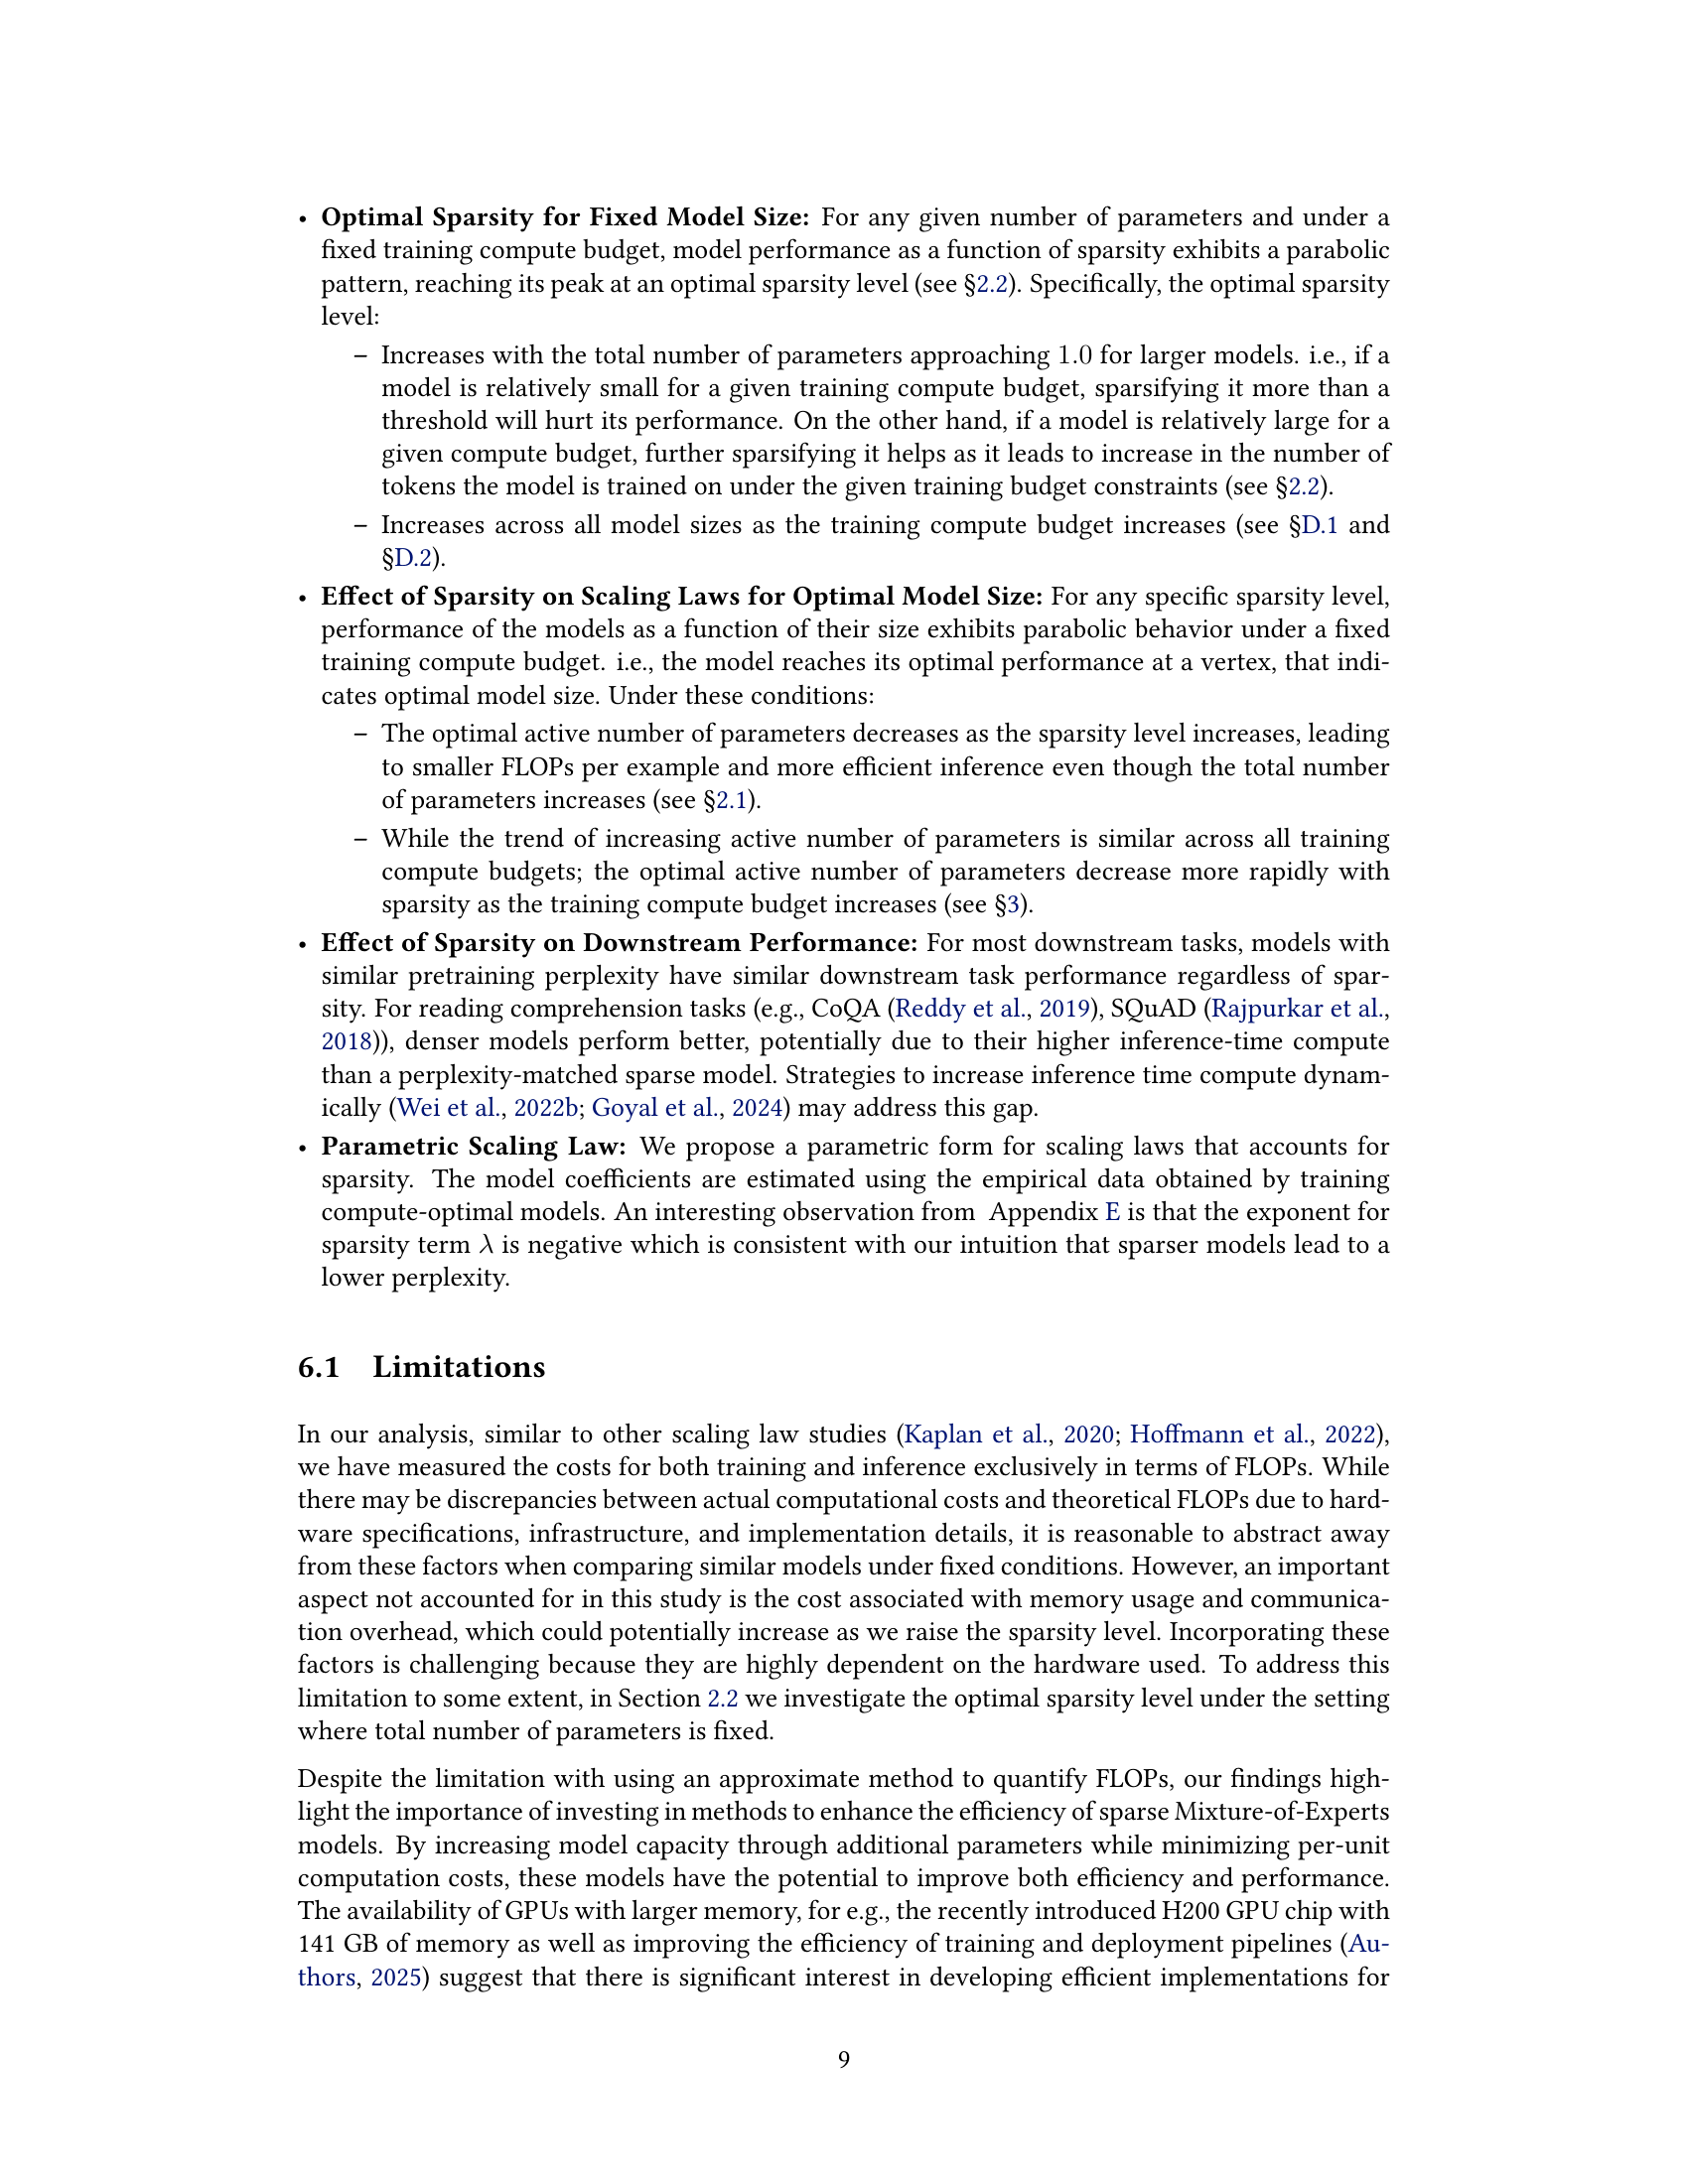 • Optimal Sparsity for Fixed Model Size: For any given number of parameters and under a
fixed training compute budget, model performance as a function of sparsity exhibits a parabolic
pattern, reaching its peak at an optimal sparsity level (see §2.2). Specifically, the optimal sparsity
level:
– Increases with the total number of parameters approaching 1.0 for larger models. i.e., if a
model is relatively small for a given training compute budget, sparsifying it more than a
threshold will hurt its performance. On the other hand, if a model is relatively large for a
given compute budget, further sparsifying it helps as it leads to increase in the number of
tokens the model is trained on under the given training budget constraints (see §2.2).
– Increases across all model sizes as the training compute budget increases (see §D.1 and
§D.2).
• Effect of Sparsity on Scaling Laws for Optimal Model Size: For any specific sparsity level,
performance of the models as a function of their size exhibits parabolic behavior under a fixed
training compute budget. i.e., the model reaches its optimal performance at a vertex, that indi-
cates optimal model size. Under these conditions:
– The optimal active number of parameters decreases as the sparsity level increases, leading
to smaller FLOPs per example and more efficient inference even though the total number
of parameters increases (see §2.1).
– While the trend of increasing active number of parameters is similar across all training
compute budgets; the optimal active number of parameters decrease more rapidly with
sparsity as the training compute budget increases (see §3).
• Effect of Sparsity on Downstream Performance: For most downstream tasks, models with
similar pretraining perplexity have similar downstream task performance regardless of spar-
sity. For reading comprehension tasks (e.g., CoQA (Reddy et al., 2019), SQuAD (Rajpurkar et al.,
2018)), denser models perform better, potentially due to their higher inference-time compute
than a perplexity-matched sparse model. Strategies to increase inference time compute dynam-
ically (Wei et al., 2022b; Goyal et al., 2024) may address this gap.
• Parametric Scaling Law: We propose a parametric form for scaling laws that accounts for
sparsity. The model coefficients are estimated using the empirical data obtained by training
compute-optimal models. An interesting observation from Appendix E is that the exponent for
sparsity term λ is negative which is consistent with our intuition that sparser models lead to a
lower perplexity.
6.1 Limitations
In our analysis, similar to other scaling law studies (Kaplan et al., 2020; Hoffmann et al., 2022),
we have measured the costs for both training and inference exclusively in terms of FLOPs. While
there may be discrepancies between actual computational costs and theoretical FLOPs due to hard-
ware specifications, infrastructure, and implementation details, it is reasonable to abstract away
from these factors when comparing similar models under fixed conditions. However, an important
aspect not accounted for in this study is the cost associated with memory usage and communica-
tion overhead, which could potentially increase as we raise the sparsity level. Incorporating these
factors is challenging because they are highly dependent on the hardware used. To address this
limitation to some extent, in Section 2.2 we investigate the optimal sparsity level under the setting
where total number of parameters is fixed.
Despite the limitation with using an approximate method to quantify FLOPs, our findings high-
light the importance of investing in methods to enhance the efficiency of sparse Mixture-of-Experts
models. By increasing model capacity through additional parameters while minimizing per-unit
computation costs, these models have the potential to improve both efficiency and performance.
The availability of GPUs with larger memory, for e.g., the recently introduced H200 GPU chip with
141 GB of memory as well as improving the efficiency of training and deployment pipelines (Au-
thors, 2025) suggest that there is significant interest in developing efficient implementations for
9